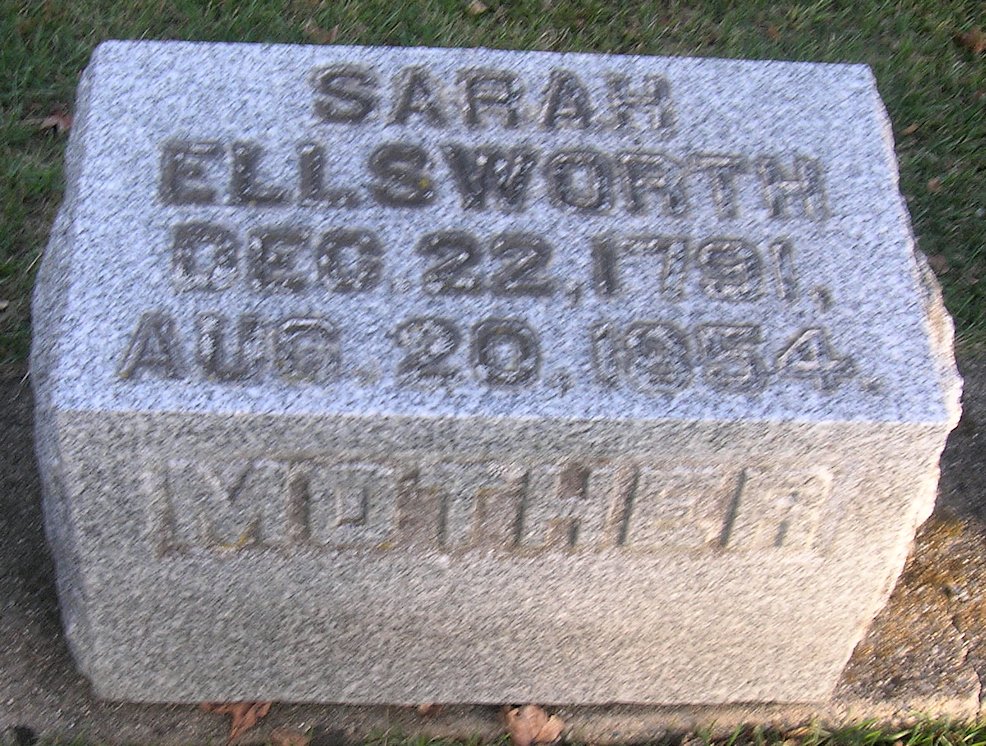 SARAH
ELLSWORTH
DEC. 22, 1791,
AUG. 20, 1854.
MOTHER